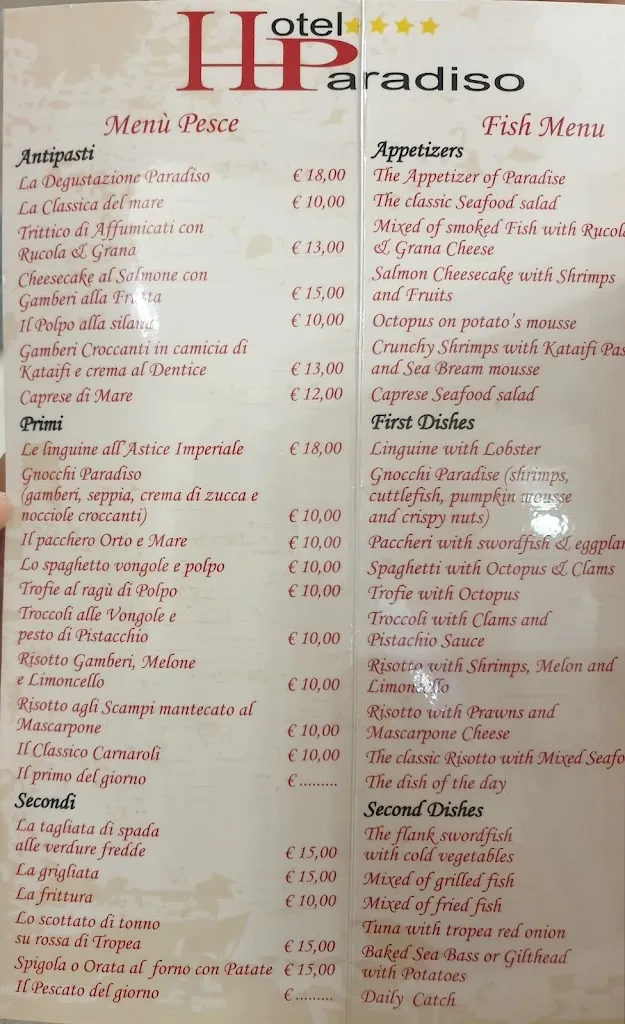 Hotel
Paradiso
Menù Pesce
Antipasti
La Degustazione Paradiso € 18,00
La Classica del mare € 10,00
Trittico di Affumicati con
Rucola & Grana € 13,00
Cheesecake al Salmone con
Gamberi alla Frutta € 15,00
Il Polpo alla silana € 10,00
Gamberi Croccanti in camicia di
Kataifi e crema al Dentice € 13,00
Caprese di Mare € 12,00
Primi
Le linguine all'Astice Imperiale € 18,00
Gnocchi Paradiso
(gamberi, seppia, crema di zucca e
nocciole croccanti) € 10,00
Il pacchero Orto e Mare € 10,00
Lo spaghetto vongole e polpo € 10,00
Trofie al ragù di Polpo € 10,00
Troccoli alle Vongole e
pesto di Pistacchio € 10,00
Risotto Gamberi, Melone
e Limoncello € 10,00
Risotto agli Scampi mantecato al
Mascarpone € 10,00
Il Classico Carnaroli € 10,00
Il primo del giorno € .........
Secondi
La tagliata di spada
alle verdure fredde € 15,00
La grigliata € 15,00
La frittura € 10,00
Lo scottato di tonno
su rossa di Tropea € 15,00
Spigola o Orata al forno con Patate € 15,00
Il Pescato del giorno € .........
Fish Menu
Appetizers
The Appetizer of Paradise
The classic Seafood salad
Mixed of smoked Fish with Rucola
& Grana Cheese
Salmon Cheesecake with Shrimps
and Fruits
Octopus on potato's mousse
Crunchy Shrimps with Kataifi Pas
and Sea Bream mousse
Caprese Seafood salad
First Dishes
Linguine with Lobster
Gnocchi Paradise (shrimps,
cuttlefish, pumpkin mousse
and crispy nuts)
Paccheri with swordfish & eggplan
Spaghetti with Octopus & Clams
Trofie with Octopus
Troccoli with Clams and
Pistachio Sauce
Risotto with Shrimps, Melon and
Limoncello
Risotto with Prawns and
Mascarpone Cheese
The classic Risotto with Mixed Seafo
The dish of the day
Second Dishes
The flank swordfish
with cold vegetables
Mixed of grilled fish
Mixed of fried fish
Tuna with tropea red onion
Baked Sea Bass or Gilthead
with Potatoes
Daily Catch